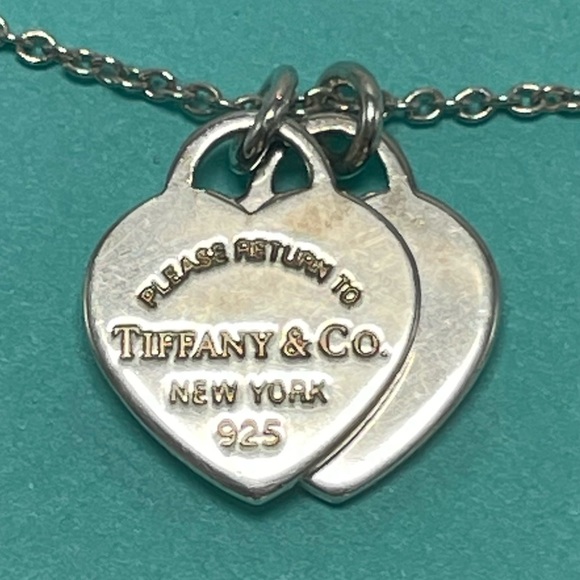 PLEASE RETURN TO
TIFFANY & CO.
NEW YORK
925